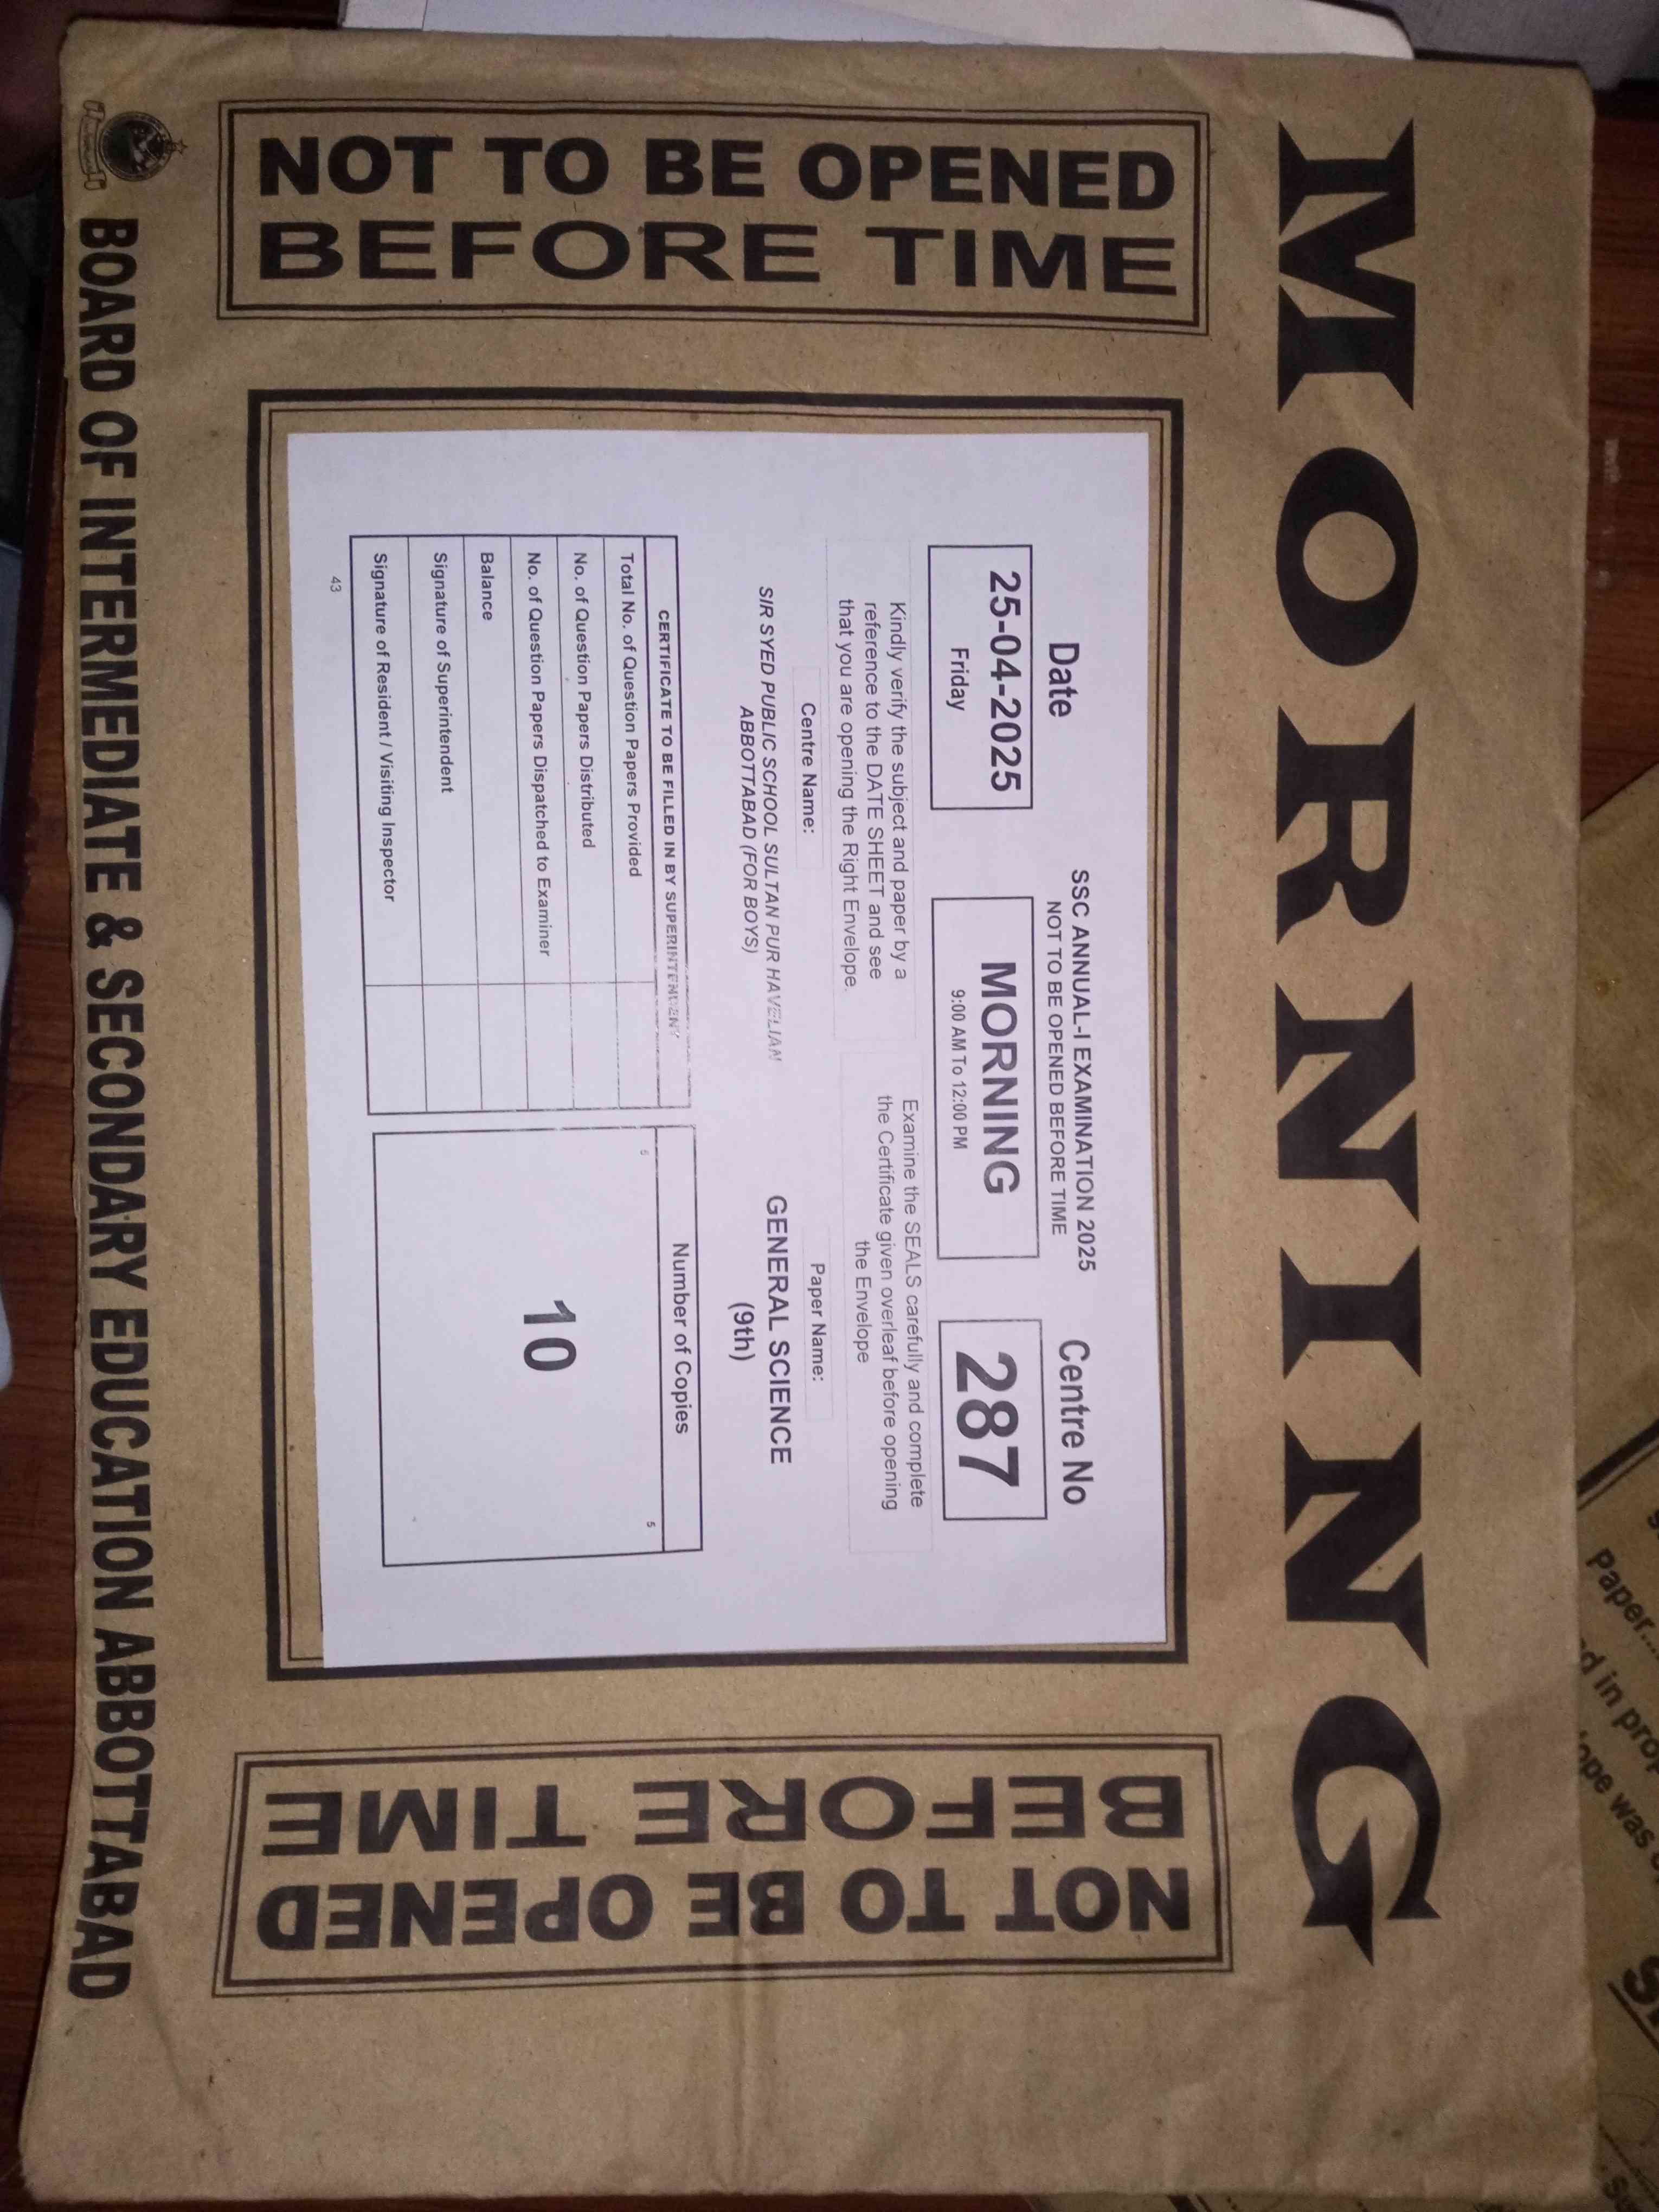 MORNING
NOT TO BE OPENED
BEFORE TIME
Date
25-04-2025
Friday
SSC ANNUAL-I EXAMINATION 2025
NOT TO BE OPENED BEFORE TIME
MORNING
9:00 AM To 12:00 PM
Centre No
287
Kindly verify the subject and paper by a
reference to the DATE SHEET and see
that you are opening the Right Envelope.
Examine the SEALS carefully and complete
the Certificate given overleaf before opening
the Envelope
Centre Name:
SIR SYED PUBLIC SCHOOL SULTAN PUR HAVELIAN
ABBOTTABAD (FOR BOYS)
Paper Name:
GENERAL SCIENCE
(9th)
CERTIFICATE TO BE FILLED IN BY SUPERINTENDENT
Total No. of Question Papers Provided
No. of Question Papers Distributed
No. of Question Papers Dispatched to Examiner
Balance
Signature of Superintendent
Signature of Resident / Visiting Inspector
43
Number of Copies
5
5
10
NOT TO BE OPENED
BEFORE TIME
BOARD OF INTERMEDIATE & SECONDARY EDUCATION ABBOTTABAD
Paper....
d in prop
ope was